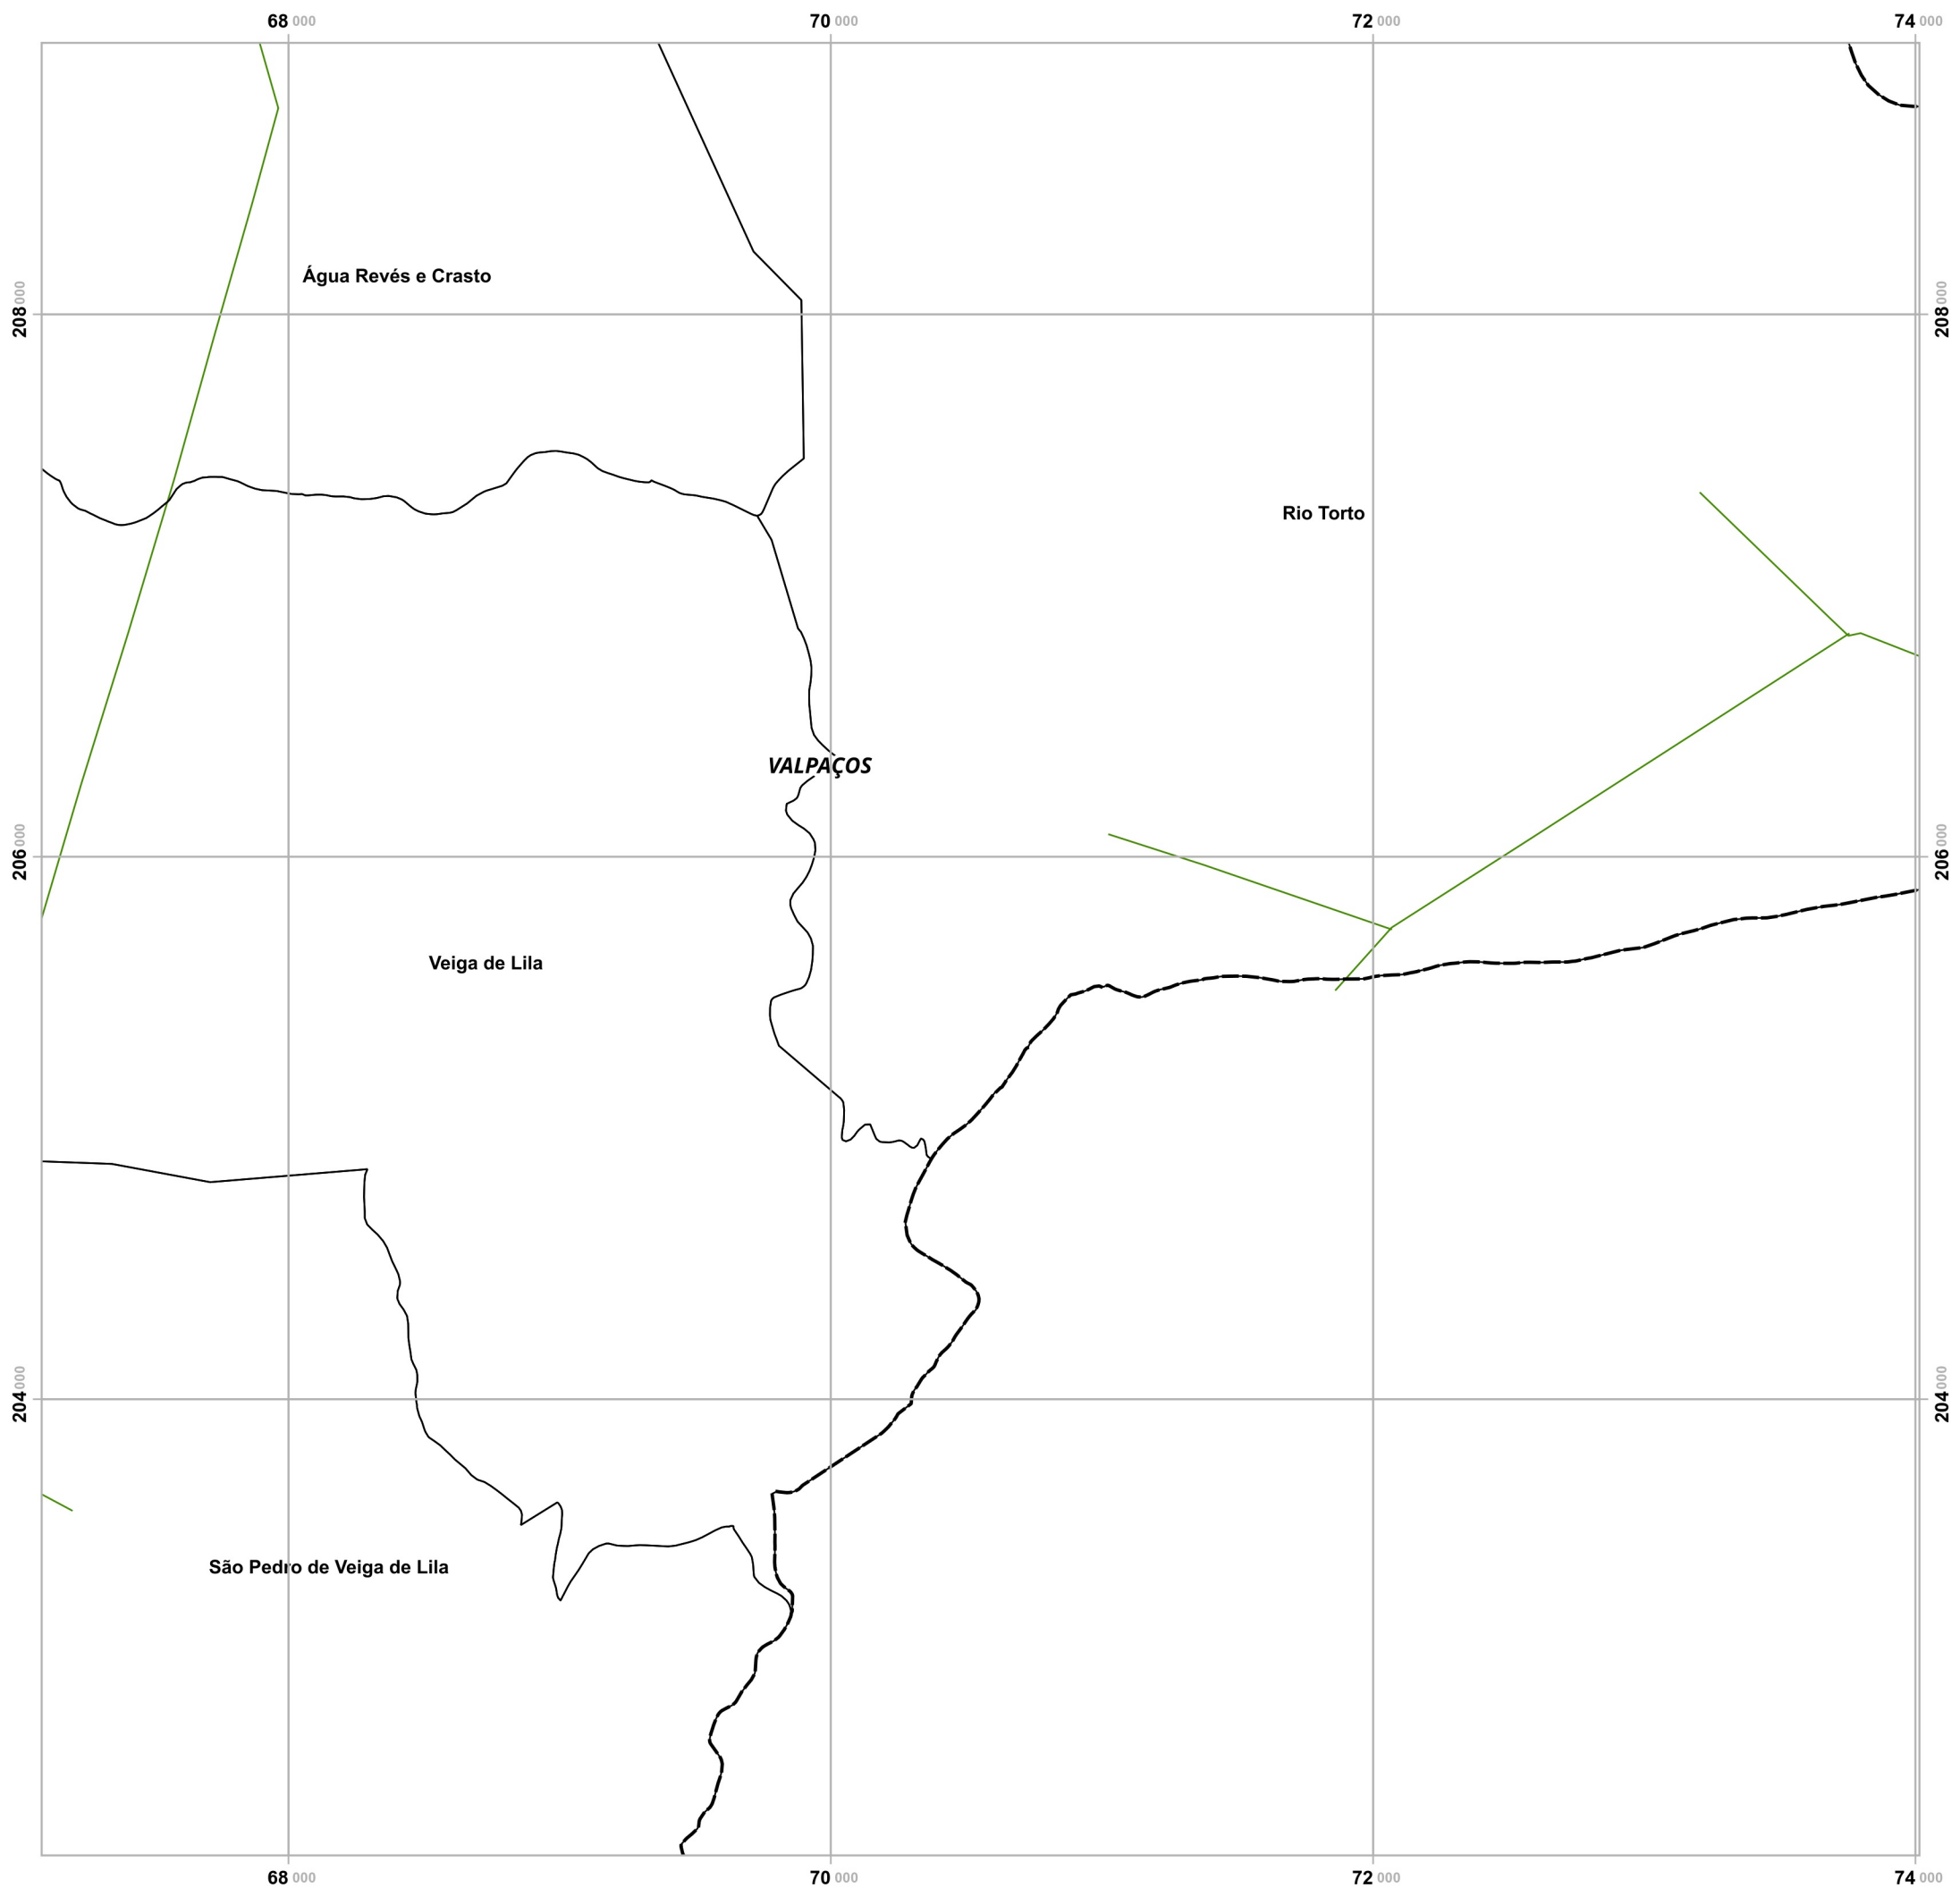 68 000 70 000 72 000 74 000
Água Revés e Crasto
208 000 208 000
Rio Torto
VALPAÇOS
206 000 206 000
Veiga de Lila
204 000 204 000
São Pedro de Veiga de Lila
68 000 70 000 72 000 74 000